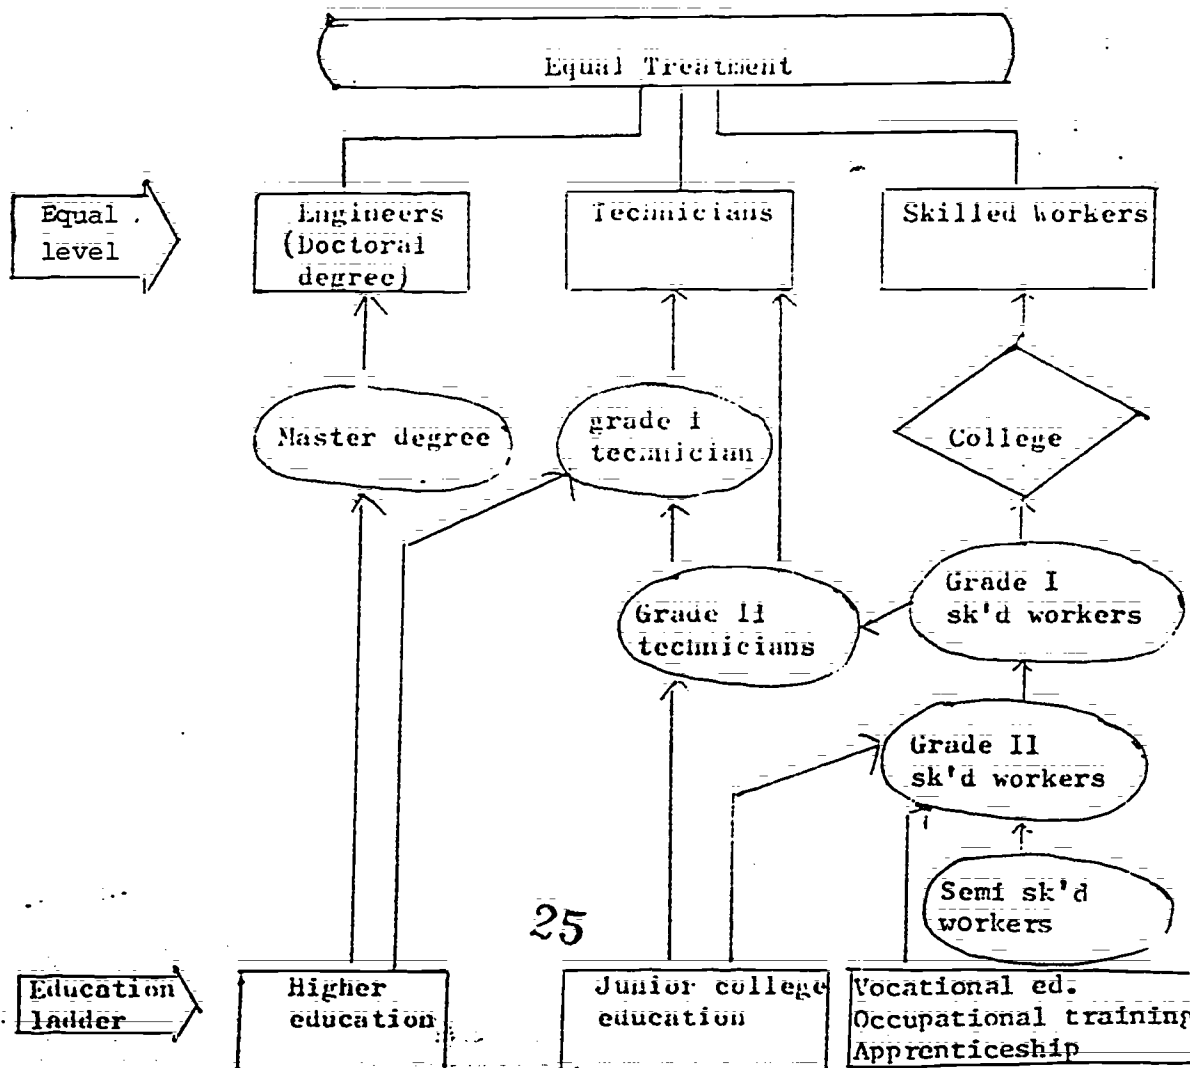 Equal Treatment
Equal
level
Engineers
(Doctoral
degree)
Technicians
Skilled Workers
Master degree
grade I
technician
College
Grade II
technicians
Grade I
sk'd workers
Grade II
sk'd workers
Semi sk'd
workers
25
Education
ladder
Higher
education
Junior college
education
Vocational ed.
Occupational training
Apprenticeship